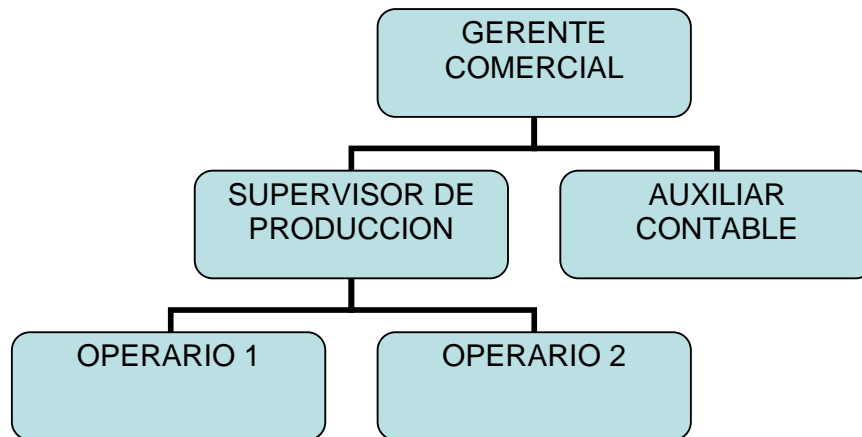 GERENTE
COMERCIAL
SUPERVISOR DE
PRODUCCION
AUXILIAR
CONTABLE
OPERARIO 1
OPERARIO 2